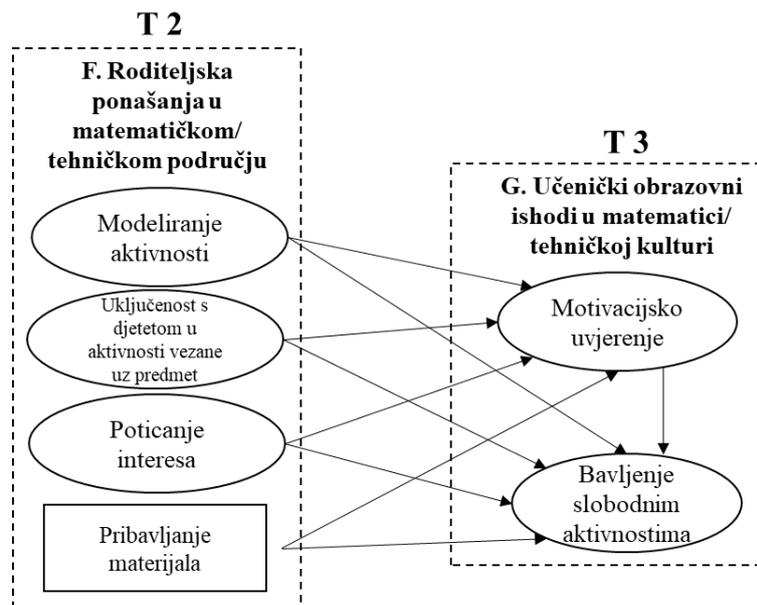 T 2
F. Roditeljska
ponašanja u
matematičkom/
tehničkom području
Modeliranje
aktivnosti
Uključenost s
djetetom u
aktivnosti vezane
uz predmet
Poticanje
interesa
Pribavljanje
materijala
T 3
G. Učenički obrazovni
ishodi u matematici/
tehničkoj kulturi
Motivacijsko
uvjerenje
Bavljenje
slobodnim
aktivnostima